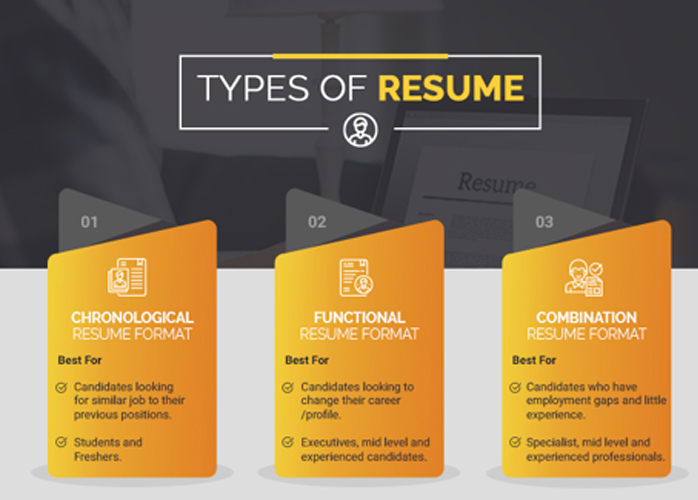 TYPES OF RESUME
Resume
01
CHRONOLOGICAL
RESUME FORMAT
Best For
Candidates looking
for similar job to their
previous positions.
Students and
Freshers.
02
FUNCTIONAL
RESUME FORMAT
Best For
Candidates looking to
change their career
/profile.
Executives, mid level and
experienced candidates.
03
COMBINATION
RESUME FORMAT
Best For
Candidates who have
employment gaps and little
experience.
Specialist, mid level and
experienced professionals.